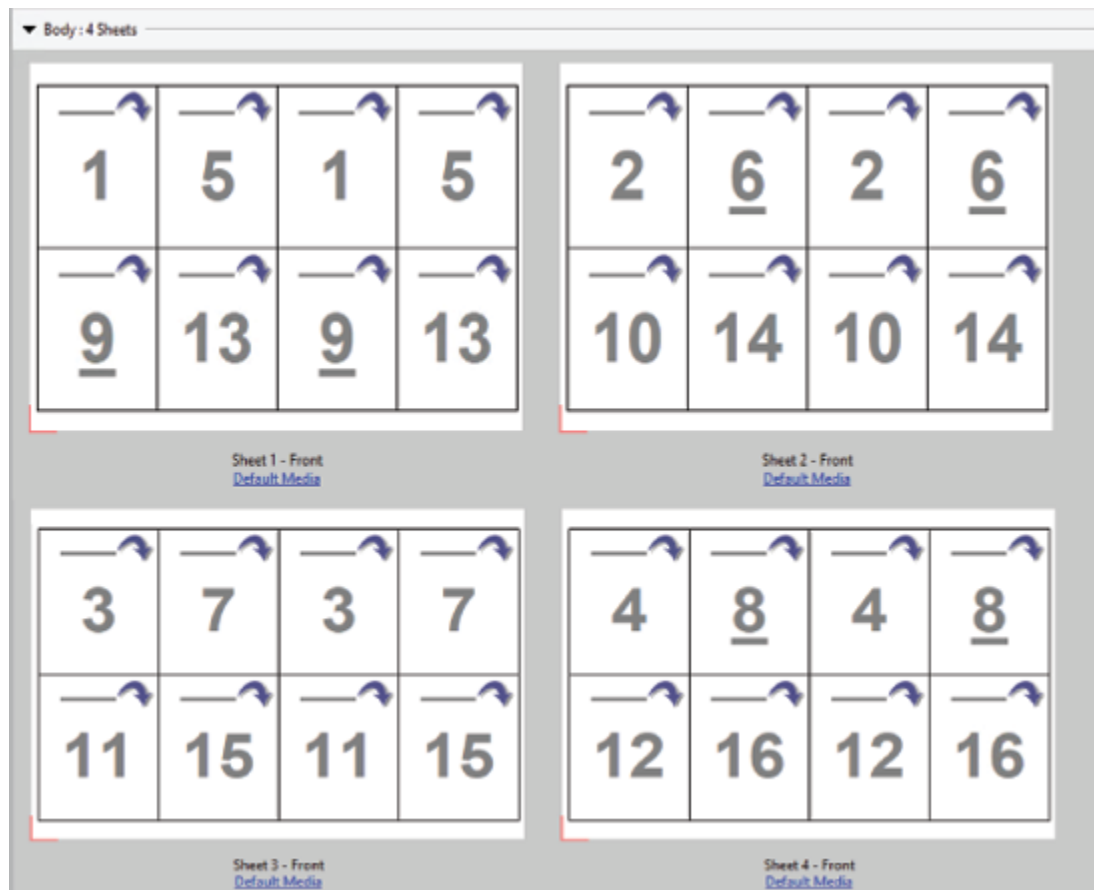 Body : 4 Sheets
1 5 1 5
9 13 9 13
Sheet 1 - Front
Default Media
2 6 2 6
10 14 10 14
Sheet 2 - Front
Default Media
3 7 3 7
11 15 11 15
Sheet 3 - Front
Default Media
4 8 4 8
12 16 12 16
Sheet 4 - Front
Default Media